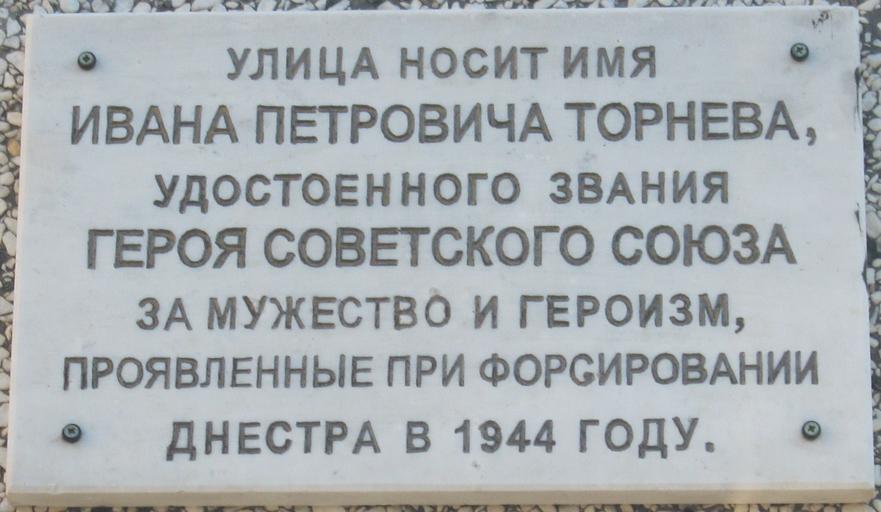 УЛИЦА НОСИТ ИМЯ
ИВАНА ПЕТРОВИЧА ТОРНЕВА,
УДОСТОЕННОГО ЗВАНИЯ
ГЕРОЯ СОВЕТСКОГО СОЮЗА
ЗА МУЖЕСТВО И ГЕРОИЗМ,
ПРОЯВЛЕННЫЕ ПРИ ФОРСИРОВАНИИ
ДНЕСТРА В 1944 ГОДУ.